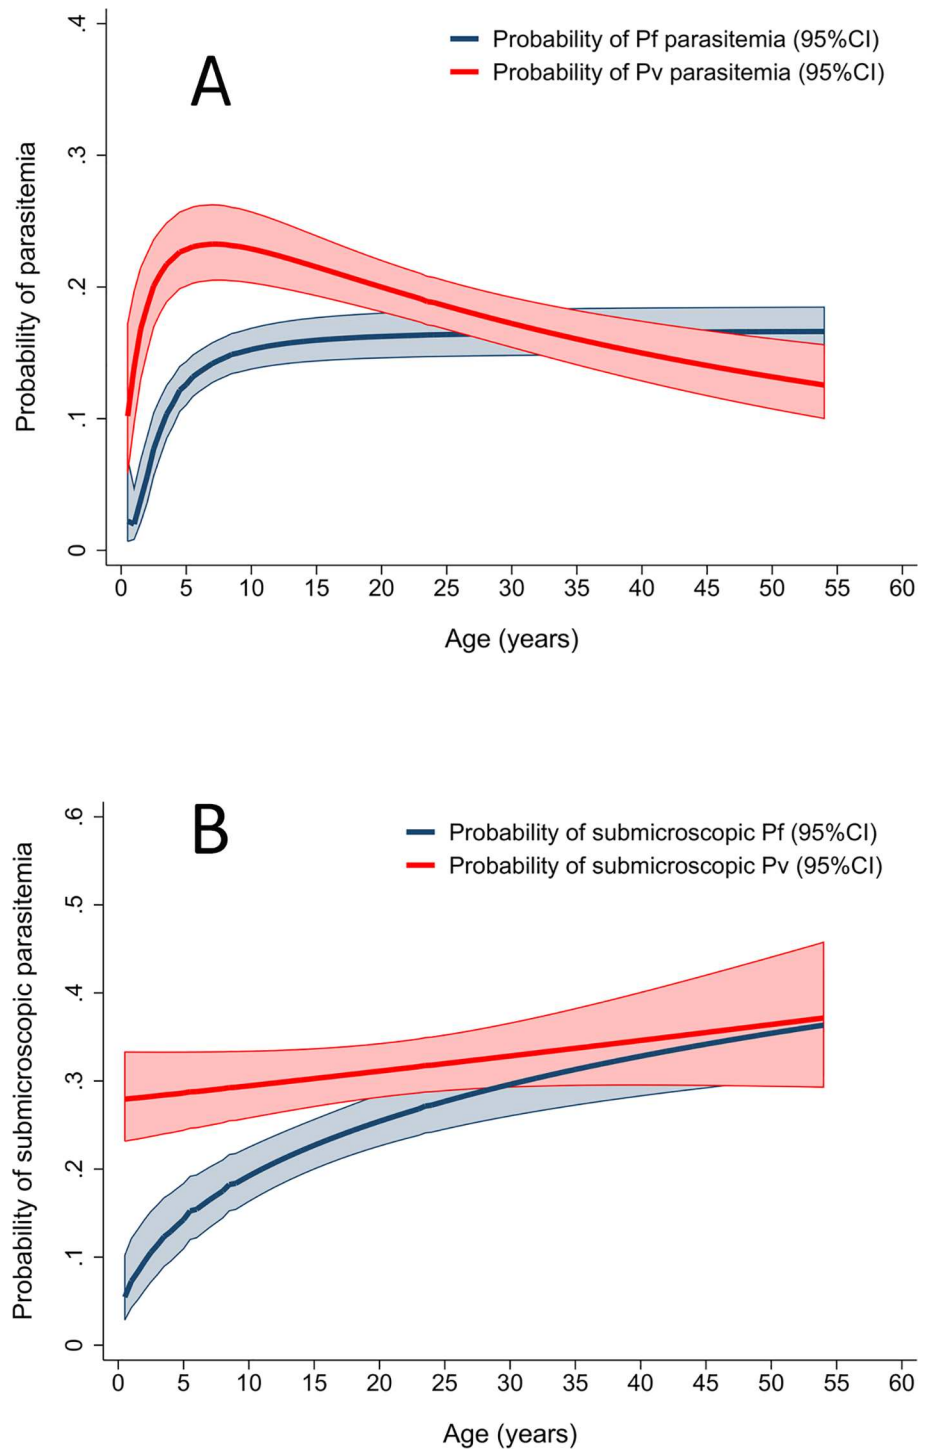 A
Probability of Pf parasitemia (95%CI)
Probability of Pv parasitemia (95%CI)
Probability of parasitemia
.4
.3
.2
.1
0
0 5 10 15 20 25 30 35 40 45 50 55 60
Age (years)
B
Probability of submicroscopic Pf (95%CI)
Probability of submicroscopic Pv (95%CI)
Probability of submicroscopic parasitemia
.6
.5
.4
.3
.2
.1
0
0 5 10 15 20 25 30 35 40 45 50 55 60
Age (years)